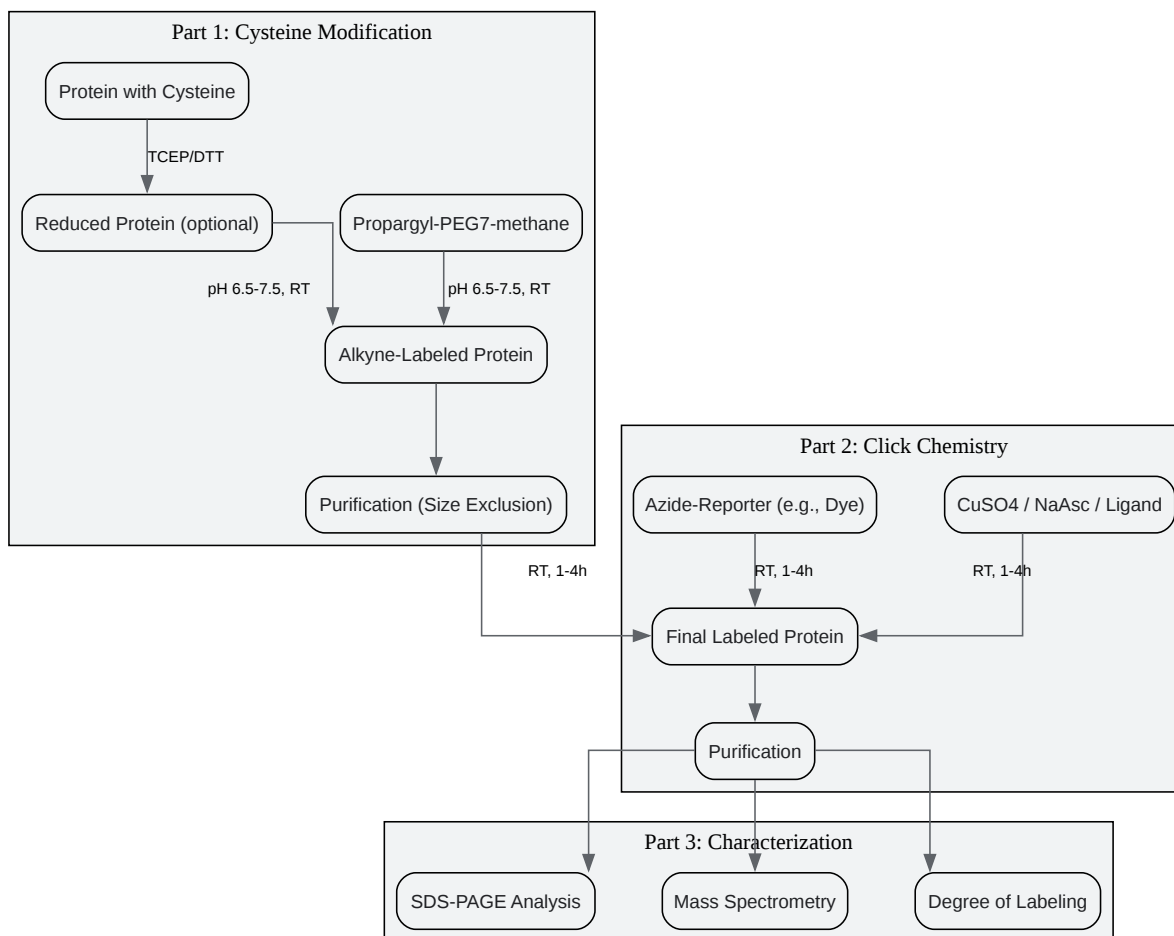 Part 1: Cysteine Modification
Protein with Cysteine
TCEP/DTT
Reduced Protein (optional)
Propargyl-PEG7-methane
pH 6.5-7.5, RT
pH 6.5-7.5, RT
Alkyne-Labeled Protein
Purification (Size Exclusion)
Part 2: Click Chemistry
Azide-Reporter (e.g., Dye)
CuSO4 / NaAsc / Ligand
RT, 1-4h
RT, 1-4h
RT, 1-4h
Final Labeled Protein
Purification
Part 3: Characterization
SDS-PAGE Analysis
Mass Spectrometry
Degree of Labeling